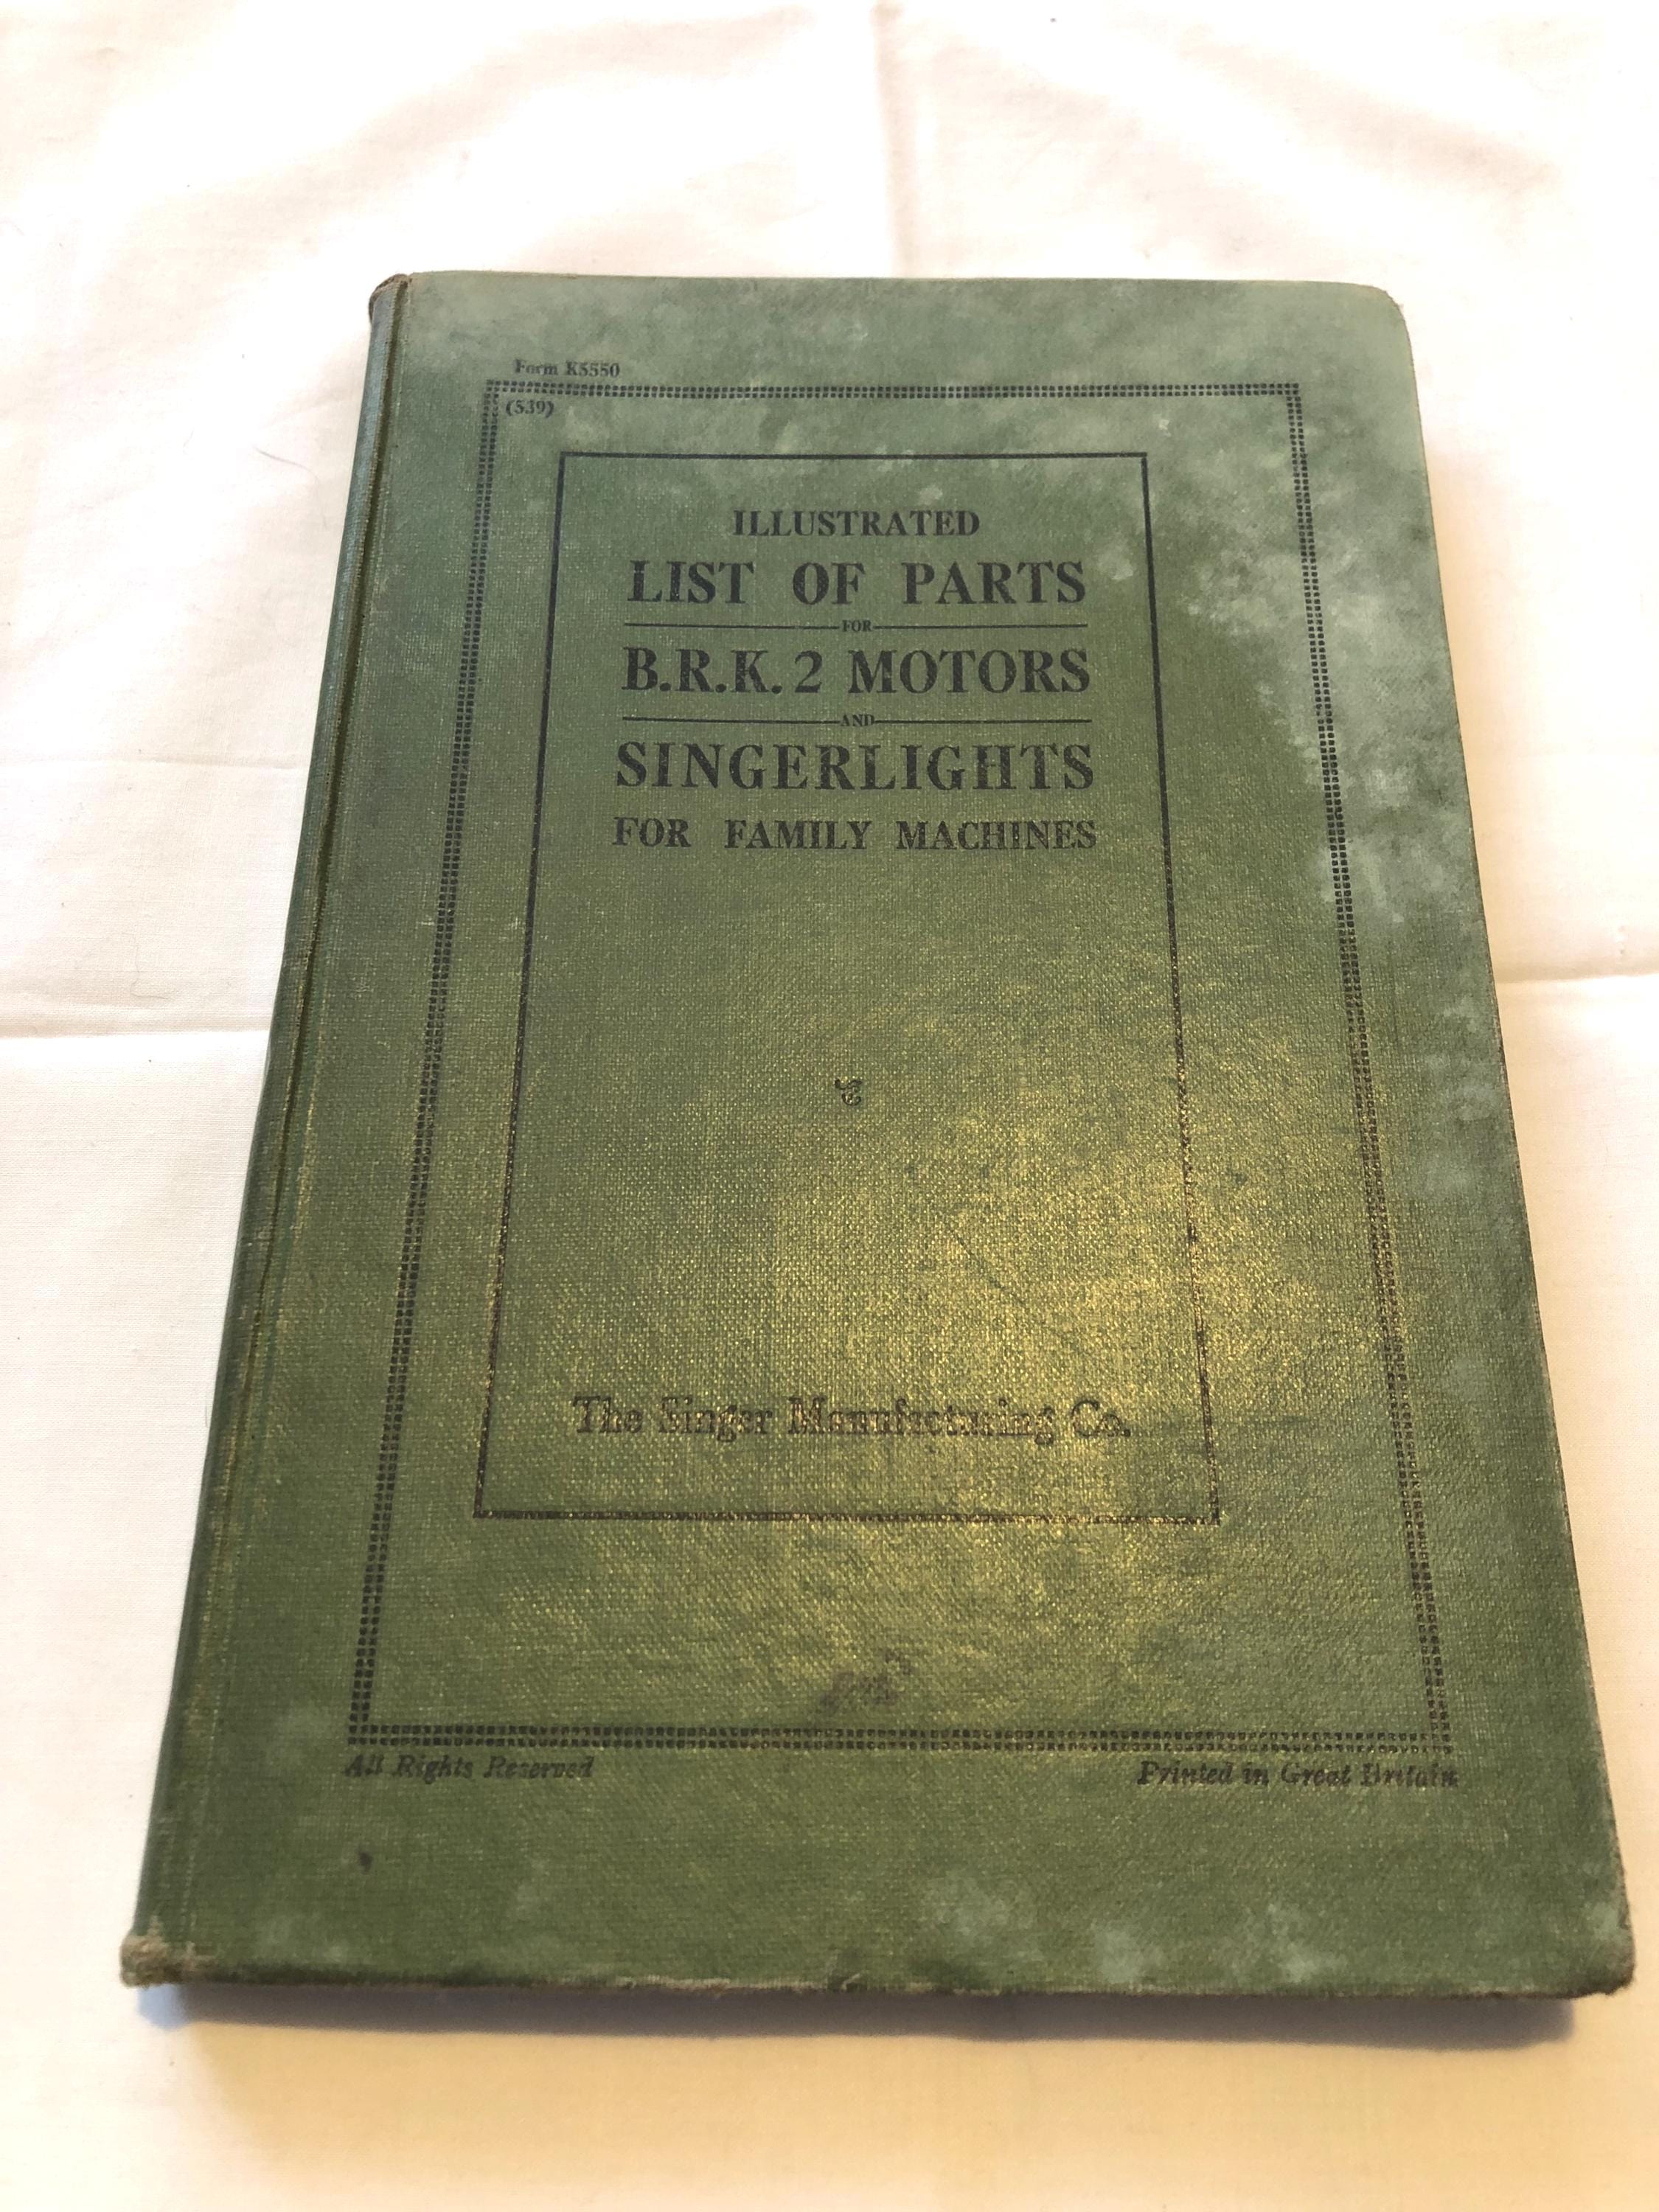 Form K5550
(539)
ILLUSTRATED
LIST OF PARTS
FOR
B.R.K. 2 MOTORS
AND
SINGERLIGHTS
FOR FAMILY MACHINES
The Singer Manufacturing Co.
All Rights Reserved
Printed in Great Britain